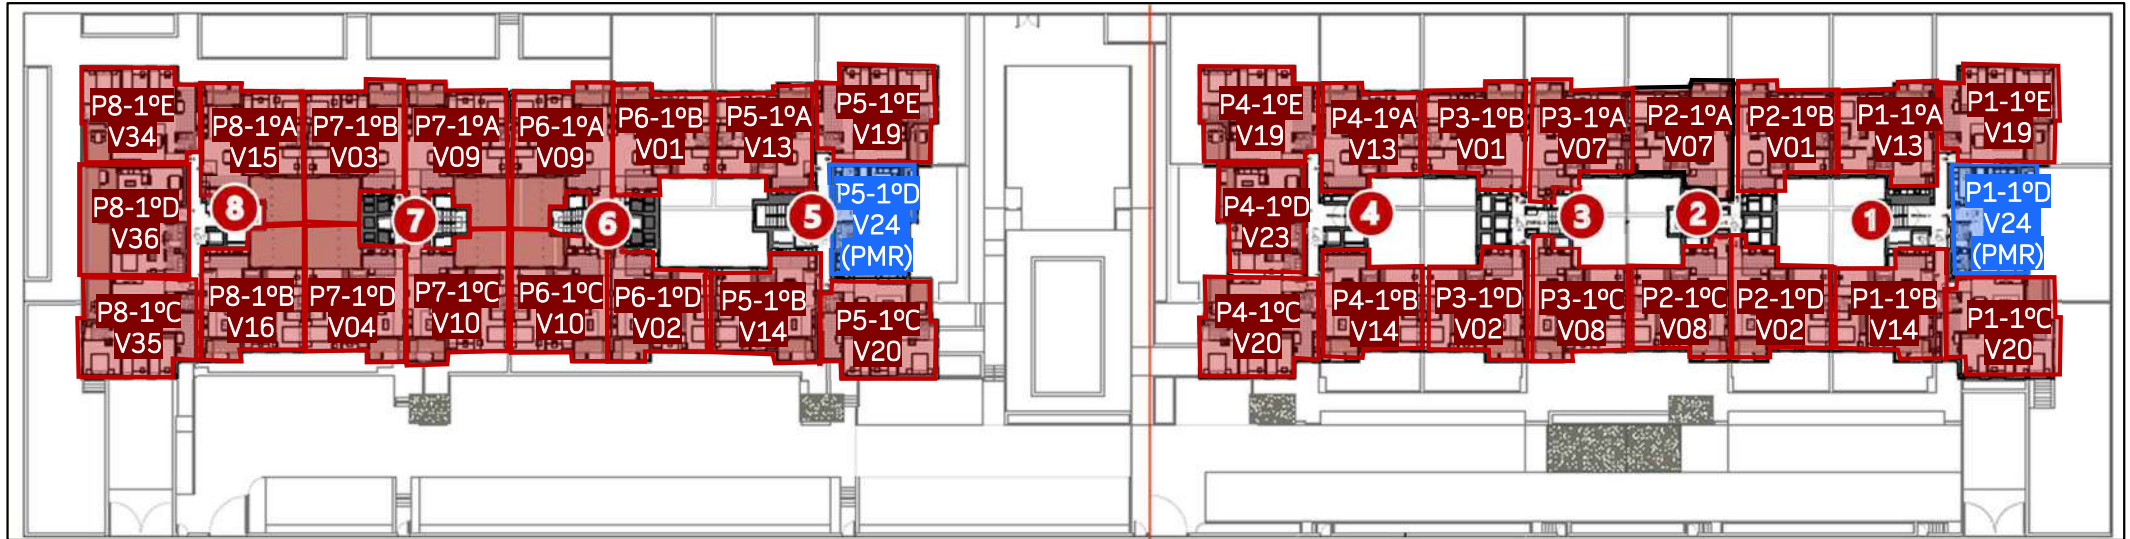 P8-1ºE
V34
P8-1ºA
V15
P7-1ºB
V03
P7-1ºA
V09
P6-1ºA
V09
P6-1ºB
V01
P5-1ºA
V13
P5-1ºE
V19
P8-1ºD
V36
8
7
6
5
P5-1ºD
V24
(PMR)
P8-1ºC
V35
P8-1ºB
V16
P7-1ºD
V04
P7-1ºC
V10
P6-1ºC
V10
P6-1ºD
V02
P5-1ºB
V14
P5-1ºC
V20
P4-1ºE
V19
P4-1ºA
V13
P3-1ºB
V01
P3-1ºA
V07
P2-1ºA
V07
P2-1ºB
V01
P1-1ºA
V13
P1-1ºE
V19
P4-1ºD
V23
4
3
2
1
P1-1ºD
V24
(PMR)
P4-1ºC
V20
P4-1ºB
V14
P3-1ºD
V02
P3-1ºC
V08
P2-1ºC
V08
P2-1ºD
V02
P1-1ºB
V14
P1-1ºC
V20